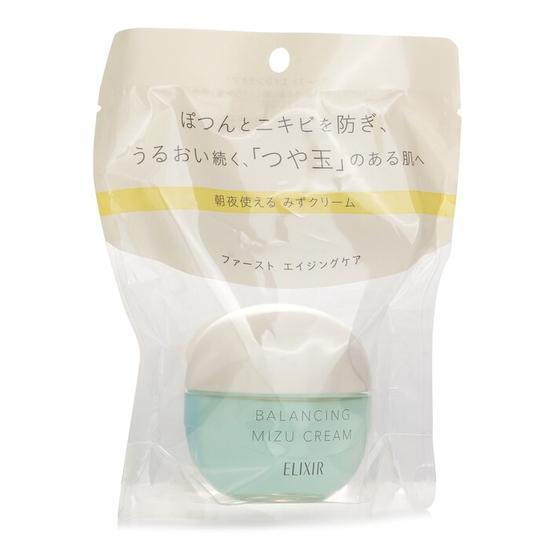 ぽつんとニキビを防ぎ、
うるおい続く、「つや玉」のある肌へ
朝夜使える みずクリーム
ファースト エイジングケア
BALANCING
MIZU CREAM
ELIXIR